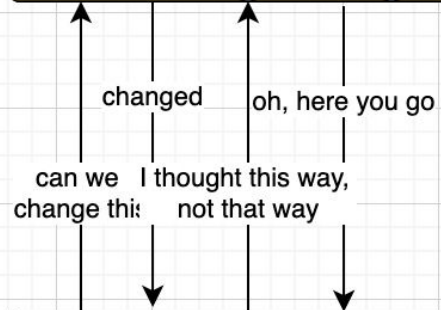 changed
oh, here you go
can we
change this
I thought this way,
not that way